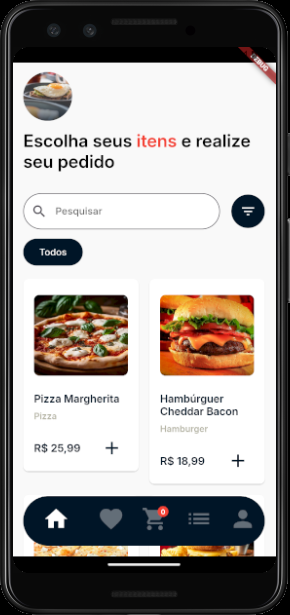 DEBUG
Escolha seus itens e realize
seu pedido
Pesquisar
Todos
Pizza Margherita
Pizza
R$ 25,99
Hambúrguer
Cheddar Bacon
Hamburger
R$ 18,99
0